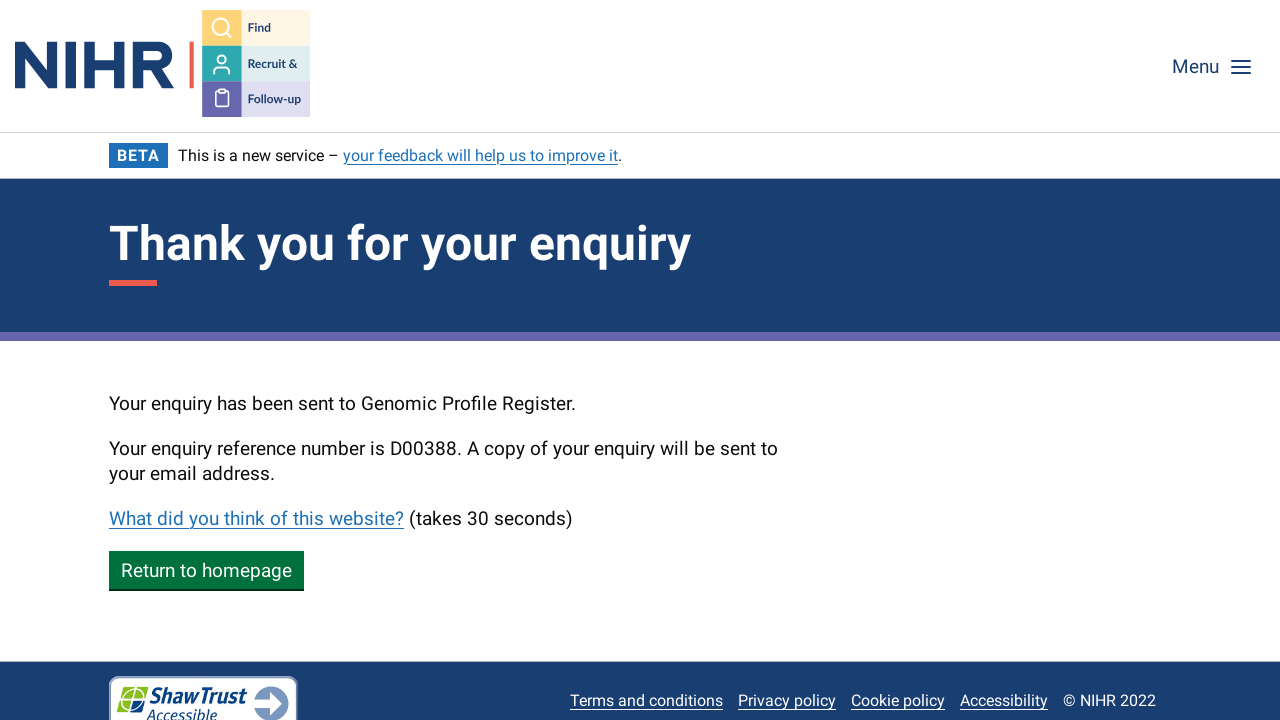 NIHR
Find
Recruit &
Follow-up
Menu
BETA This is a new service – your feedback will help us to improve it.
Thank you for your enquiry
Your enquiry has been sent to Genomic Profile Register.
Your enquiry reference number is D00388. A copy of your enquiry will be sent to
your email address.
What did you think of this website? (takes 30 seconds)
Return to homepage
Shaw Trust
Accessible
Terms and conditions Privacy policy Cookie policy Accessibility © NIHR 2022